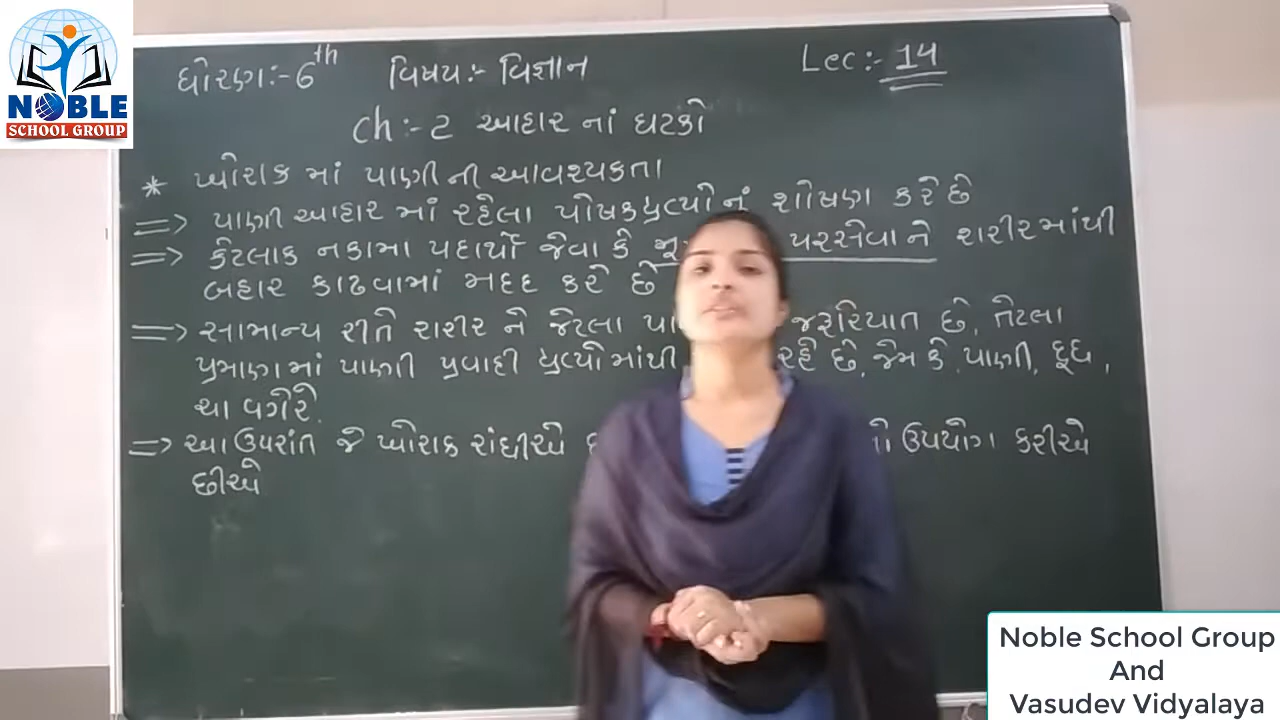 NOBLE
SCHOOL GROUP
ધોરણ:- 6th વિષય:- વિજ્ઞાન Lec:- 14
ch:- 2 આહાર નાં ઘટકો
* ખોરાક માં પાણી ની આવશ્યકતા
=> પાણી આહાર માં રહેલા પોષકદ્રવ્યો નું શોષણ કરે છે
=> કેટલાક નકામા પદાર્થો જેવા કે પરસેવા ને શરીરમાંથી
બહાર કાઢવામાં મદદ કરે છે
=> સામાન્ય રીતે શરીર ને જેટલા જરૂરિયાત છે, તેટલા
પ્રમાણ માં પાણી પ્રવાહી દ્રવ્યોમાંથી રહે છે, જેમ કે પાણી, દૂધ,
ચા વગેરે.
=> આ ઉપરાંત જે ખોરાક રાંધીએ ઉપયોગ કરીએ
છીએ
Noble School Group
And
Vasudev Vidyalaya